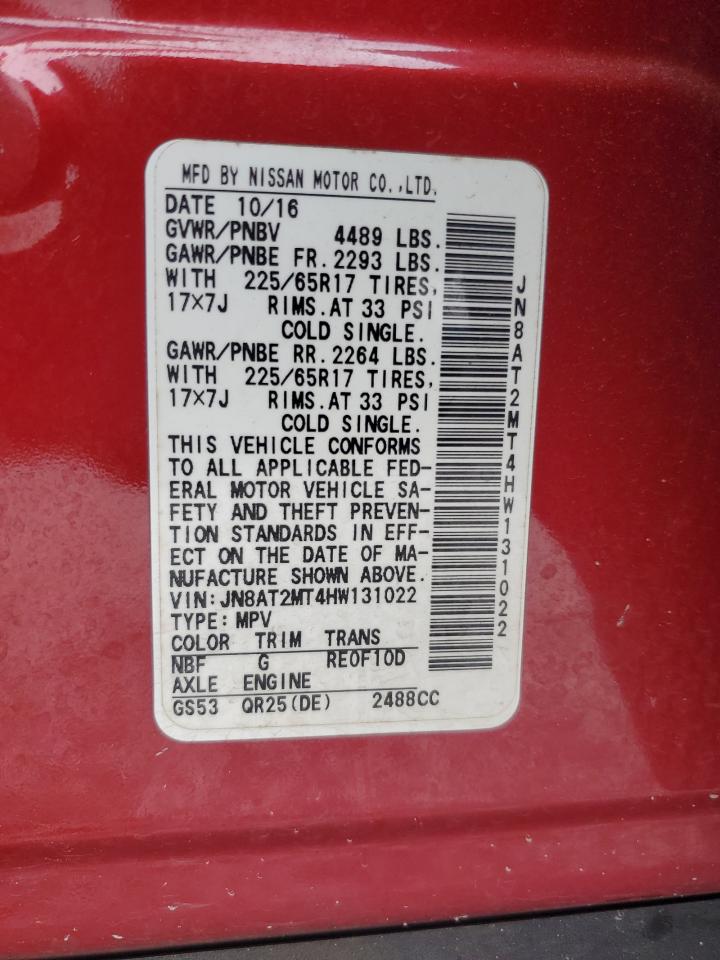 MFD BY NISSAN MOTOR CO.,LTD.
DATE 10/16
GVWR/PNBV 4489 LBS.
GAWR/PNBE FR.2293 LBS.
WITH 225/65R17 TIRES,
17×7J RIMS.AT 33 PSI
COLD SINGLE.
GAWR/PNBE RR.2264 LBS.
WITH 225/65R17 TIRES,
17×7J RIMS.AT 33 PSI
COLD SINGLE.
THIS VEHICLE CONFORMS
TO ALL APPLICABLE FED-
ERAL MOTOR VEHICLE SA-
FETY AND THEFT PREVEN-
TION STANDARDS IN EFF-
ECT ON THE DATE OF MA-
NUFACTURE SHOWN ABOVE.
VIN:JN8AT2MT4HW131022
TYPE:MPV
COLOR TRIM TRANS
NBF G RE0F10D
AXLE ENGINE
GS53 QR25(DE) 2488CC
JN8AT2MT4HW131022